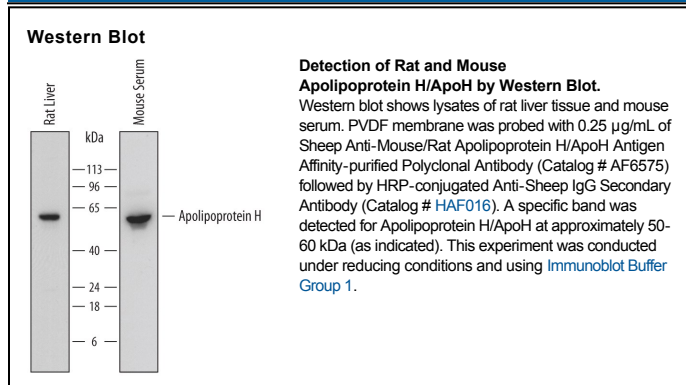 Western Blot
Rat Liver
Mouse Serum
kDa
113
96
65
40
24
18
6
Apolipoprotein H
Detection of Rat and Mouse
Apolipoprotein H/ApoH by Western Blot.
Western blot shows lysates of rat liver tissue and mouse
serum. PVDF membrane was probed with 0.25 µg/mL of
Sheep Anti-Mouse/Rat Apolipoprotein H/ApoH Antigen
Affinity-purified Polyclonal Antibody (Catalog # AF6575)
followed by HRP-conjugated Anti-Sheep IgG Secondary
Antibody (Catalog # HAF016). A specific band was
detected for Apolipoprotein H/ApoH at approximately 50-
60 kDa (as indicated). This experiment was conducted
under reducing conditions and using Immunoblot Buffer
Group 1.